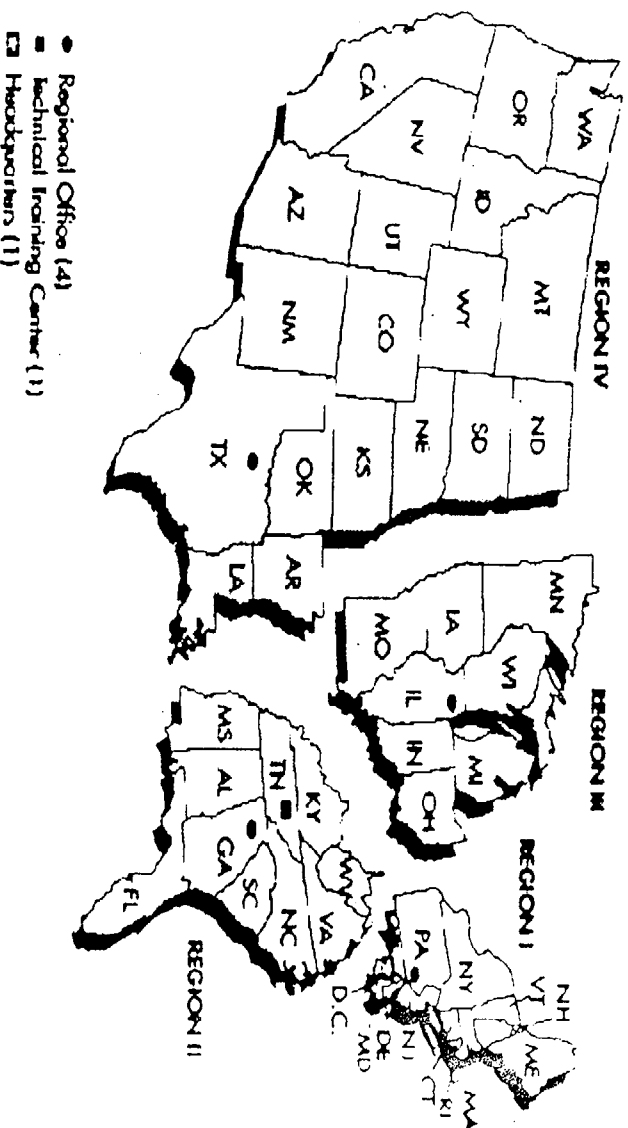 REGION IV
WA
OR
CA
NV
ID
MT
WY
UT
AZ
CO
NM
ND
SD
NE
KS
OK
TX
AR
LA
REGION III
MN
IA
MO
WI
IL
IN
MI
OH
REGION I
NH
VT
ME
NY
PA
MA
RI
CT
NJ
DE
MD
D.C.
REGION II
WV
KY
VA
TN
NC
SC
MS
AL
GA
FL
Regional Office (4)
Technical Training Center (1)
Headquarters (1)